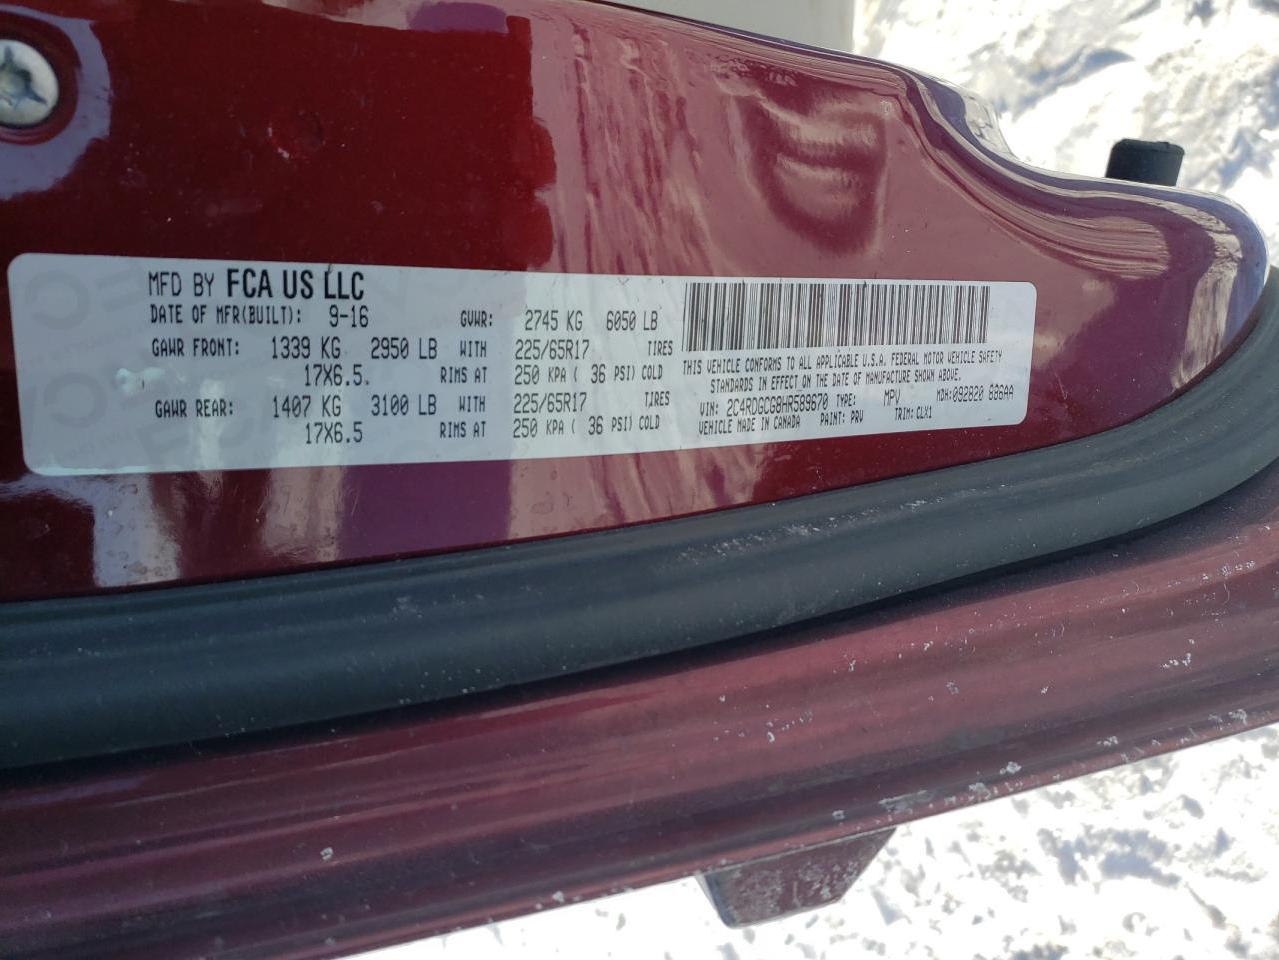 MFD BY FCA US LLC
DATE OF MFR(BUILT): 9-16 GVWR: 2745 KG 6050 LB
GAWR FRONT: 1339 KG 2950 LB WITH 225/65R17 TIRES
17X6.5 RIMS AT 250 KPA ( 36 PSI) COLD
GAWR REAR: 1407 KG 3100 LB WITH 225/65R17 TIRES
17X6.5 RIMS AT 250 KPA ( 36 PSI) COLD
THIS VEHICLE CONFORMS TO ALL APPLICABLE U.S.A. FEDERAL MOTOR VEHICLE SAFETY
STANDARDS IN EFFECT ON THE DATE OF MANUFACTURE SHOWN ABOVE.
VIN: 2C4RDGCG8HR589670 TYPE: MPV MDH:092820 886AA
VEHICLE MADE IN CANADA PAINT: PRV TRIM: CLX1